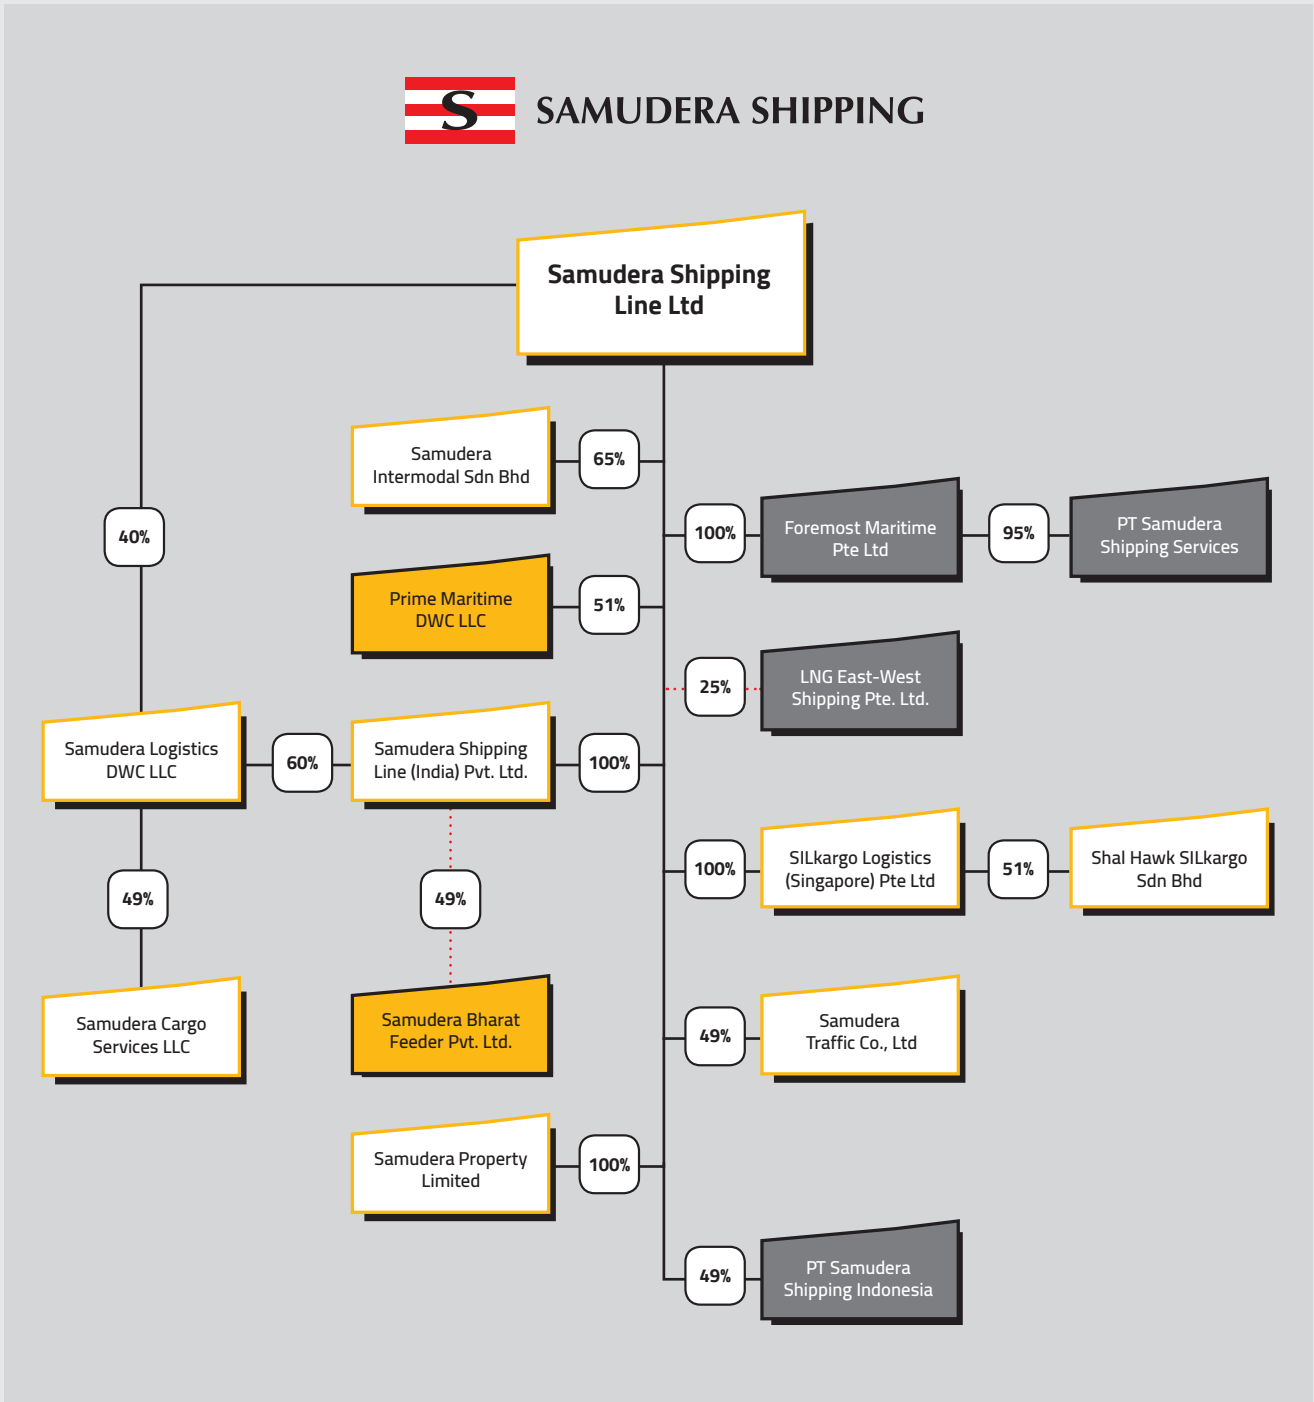 S
SAMUDERA SHIPPING
Samudera Shipping
Line Ltd
Samudera
Intermodal Sdn Bhd
65%
100%
Foremost Maritime
Pte Ltd
95%
PT Samudera
Shipping Services
40%
Prime Maritime
DWC LLC
51%
25%
LNG East-West
Shipping Pte. Ltd.
Samudera Logistics
DWC LLC
60%
Samudera Shipping
Line (India) Pvt. Ltd.
100%
100%
SILkargo Logistics
(Singapore) Pte Ltd
51%
Shal Hawk SILkargo
Sdn Bhd
49%
49%
Samudera Cargo
Services LLC
Samudera Bharat
Feeder Pvt. Ltd.
49%
Samudera
Traffic Co., Ltd
Samudera Property
Limited
100%
49%
PT Samudera
Shipping Indonesia